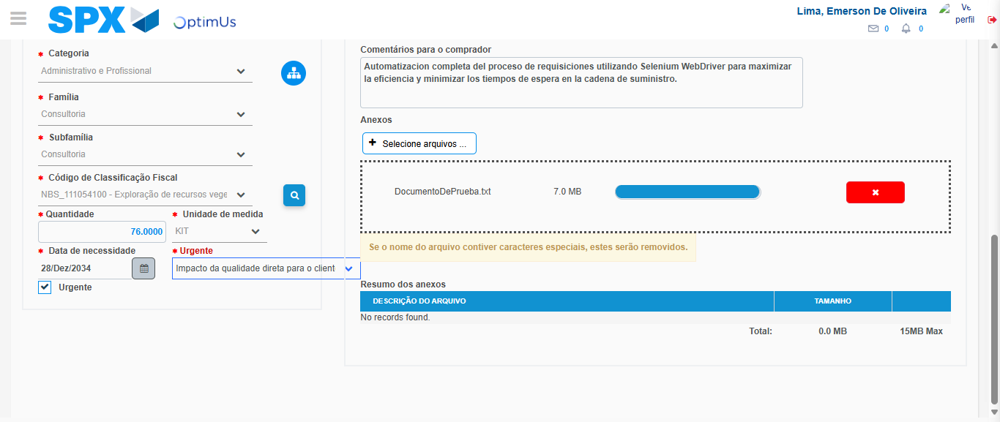 SPX
OptimUs
Lima, Emerson De Oliveira
0
0
Ve
perfil
* Categoria
Administrativo e Profissional
* Família
Consultoria
* Subfamília
Consultoria
* Código de Classificação Fiscal
NBS_111054100 - Exploração de recursos vege
* Quantidade
* Unidade de medida
76.0000
KIT
* Data de necessidade
* Urgente
28/Dez/2034
Impacto da qualidade direta para o client
Urgente
Comentários para o comprador
Automatizacion completa del proceso de requisiciones utilizando Selenium WebDriver para maximizar
la eficiencia y minimizar los tiempos de espera en la cadena de suministro.
Anexos
+ Selecione arquivos ...
DocumentoDePrueba.txt
7.0 MB
Se o nome do arquivo contiver caracteres especiais, estes serão removidos.
Resumo dos anexos
DESCRIÇÃO DO ARQUIVO
TAMANHO
No records found.
Total:
0.0 MB
15MB Max